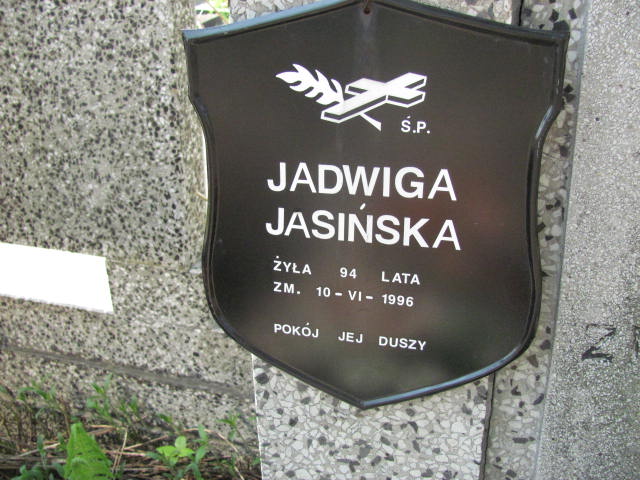 Ś.P.
JADWIGA
JASIŃSKA
ŻYŁA 94 LATA
ZM. 10-VI-1996
POKÓJ JEJ DUSZY